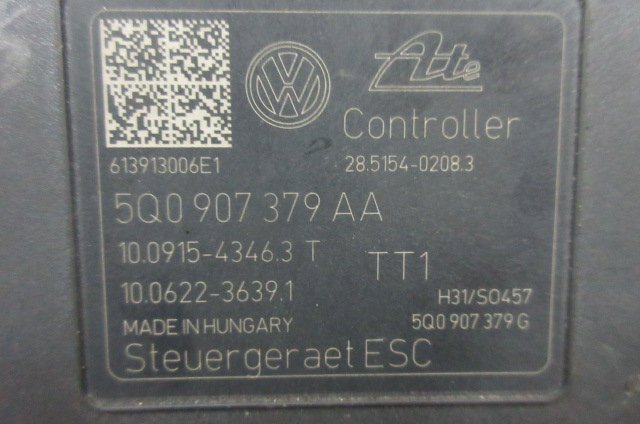 Ate
Controller
613913006E1
28.5154-0208.3
5Q0 907 379 AA
10.0915-4346.3 T
TT1
10.0622-3639.1
H31/S0457
MADE IN HUNGARY
5Q0 907 379 G
Steuergeraet ESC